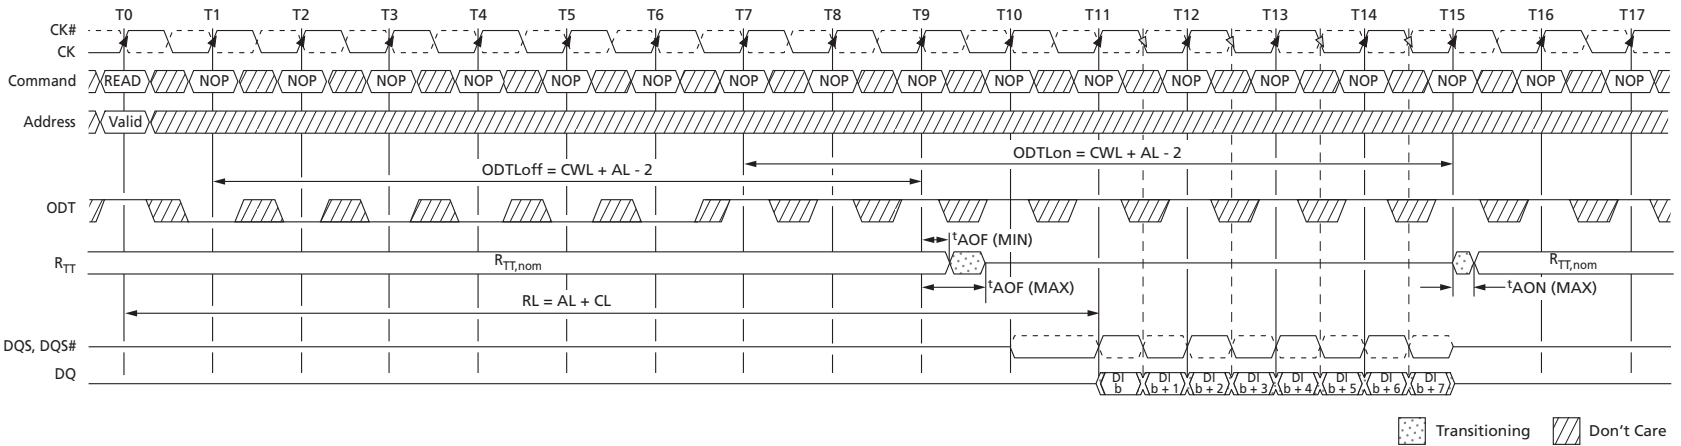 T0 T1 T2 T3 T4 T5 T6 T7 T8 T9 T10 T11 T12 T13 T14 T15 T16 T17
CK#
CK
Command READ NOP NOP NOP NOP NOP NOP NOP NOP NOP NOP NOP NOP NOP NOP NOP NOP NOP
Address Valid
ODTLon = CWL + AL - 2
ODTLoff = CWL + AL - 2
ODT
tAOF (MIN)
RTT RTT,nom RTT,nom
tAOF (MAX) tAON (MAX)
RL = AL + CL
DQS, DQS#
DQ
DI b DI b + 1 DI b + 2 DI b + 3 DI b + 4 DI b + 5 DI b + 6 DI b + 7
Transitioning Don't Care